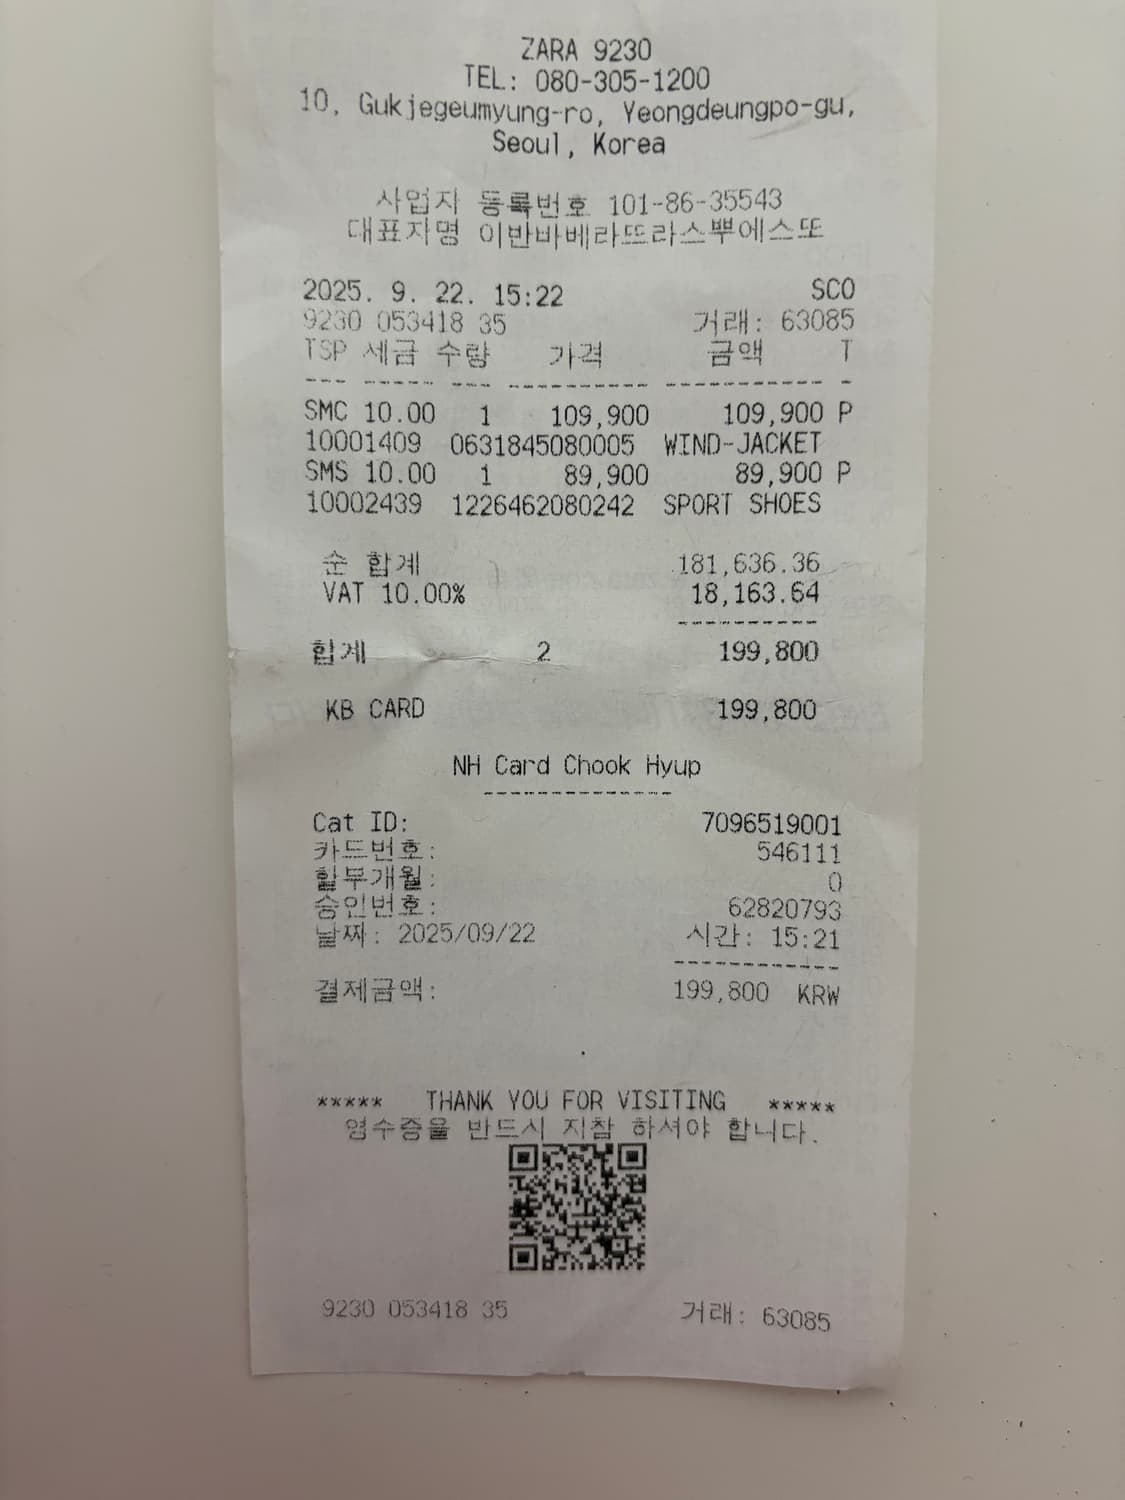 ZARA 9230
TEL: 080-305-1200
10, Gukjegeumyung-ro, Yeongdeungpo-gu,
Seoul, Korea
사업자 등록번호 101-86-35543
대표자명 이반바베라뜨라스뿌에스또
2025. 9. 22. 15:22 SCO
9230 053418 35 거래: 63085
TSP 세금 수량 가격 금액 T
SMC 10.00 1 109,900 109,900 P
10001409 0631845080005 WIND-JACKET
SMS 10.00 1 89,900 89,900 P
10002439 1226462080242 SPORT SHOES
순 합계 181,636.36
VAT 10.00% 18,163.64
합계 2 199,800
KB CARD 199,800
NH Card Chook Hyup
Cat ID: 7096519001
카드번호: 546111
할부개월: 0
승인번호: 62820793
날짜: 2025/09/22 시간: 15:21
결제금액: 199,800 KRW
***** THANK YOU FOR VISITING *****
영수증을 반드시 지참 하셔야 합니다.
9230 053418 35 거래: 63085